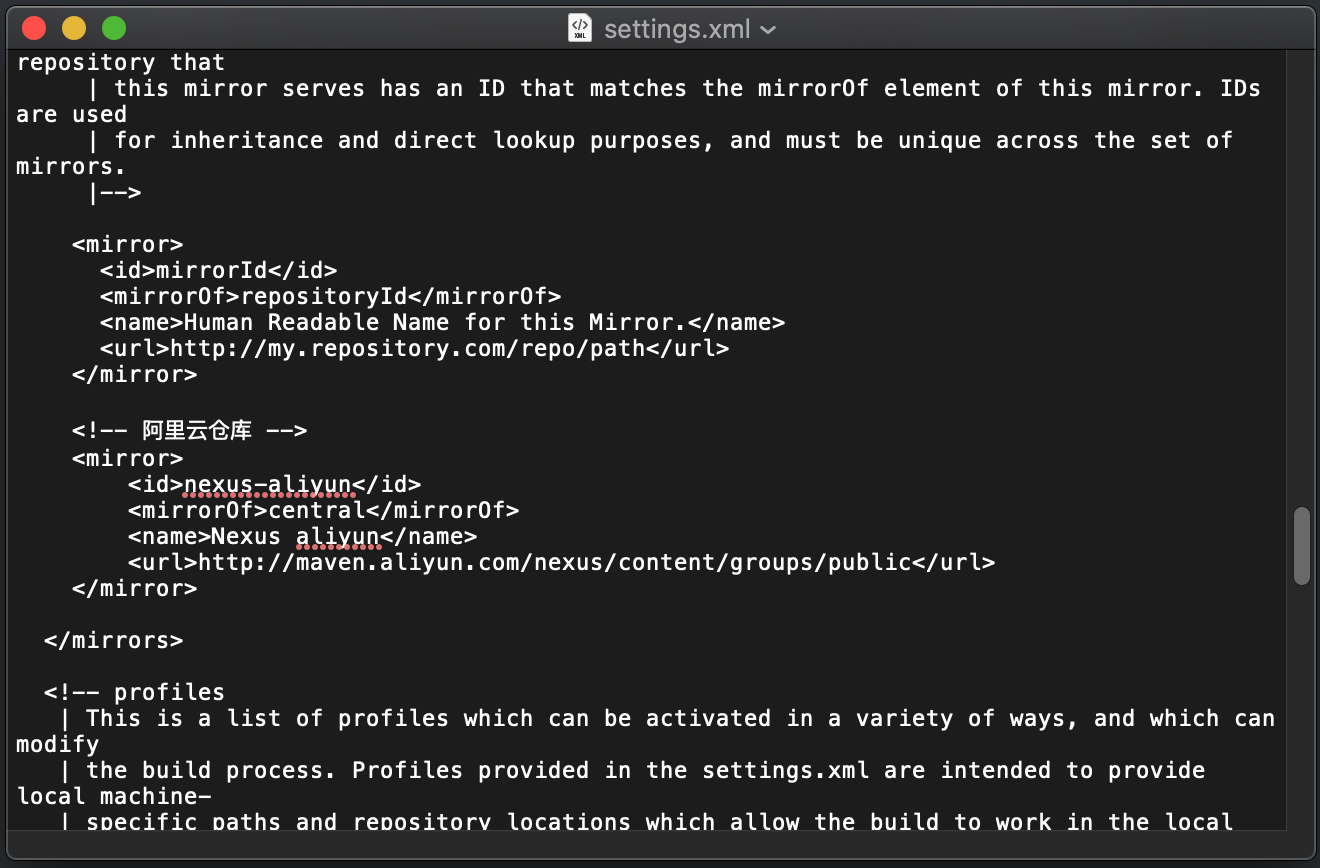 settings.xml
repository that
| this mirror serves has an ID that matches the mirrorOf element of this mirror. IDs
are used
| for inheritance and direct lookup purposes, and must be unique across the set of
mirrors.
|-->
<mirror>
<id>mirrorId</id>
<mirrorOf>repositoryId</mirrorOf>
<name>Human Readable Name for this Mirror.</name>
<url>http://my.repository.com/repo/path</url>
</mirror>
<!-- 阿里云仓库 -->
<mirror>
<id>nexus-aliyun</id>
<mirrorOf>central</mirrorOf>
<name>Nexus aliyun</name>
<url>http://maven.aliyun.com/nexus/content/groups/public</url>
</mirror>
</mirrors>
<!-- profiles
| This is a list of profiles which can be activated in a variety of ways, and which can
modify
| the build process. Profiles provided in the settings.xml are intended to provide
local machine-
| specific paths and repository locations which allow the build to work in the local